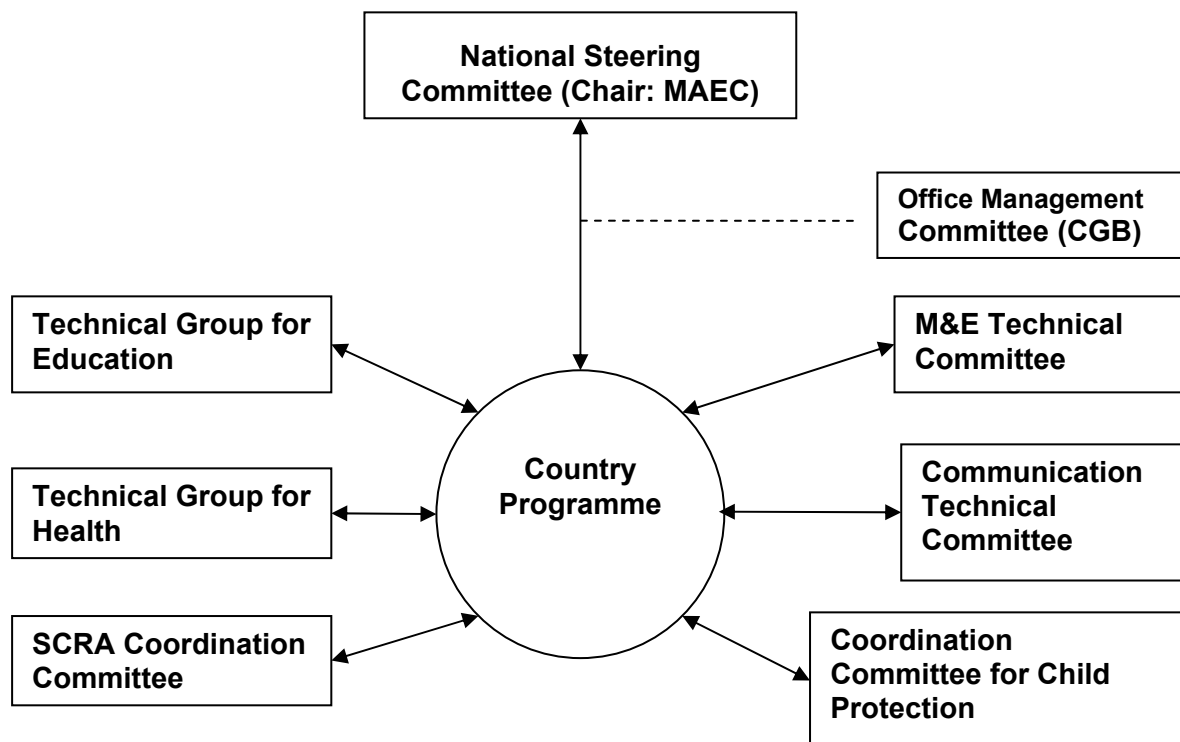 National Steering
Committee (Chair: MAEC)
Office Management
Committee (CGB)
Technical Group for
Education
M&E Technical
Committee
Country
Programme
Communication
Technical
Committee
Technical Group for
Health
SCRA Coordination
Committee
Coordination
Committee for Child
Protection